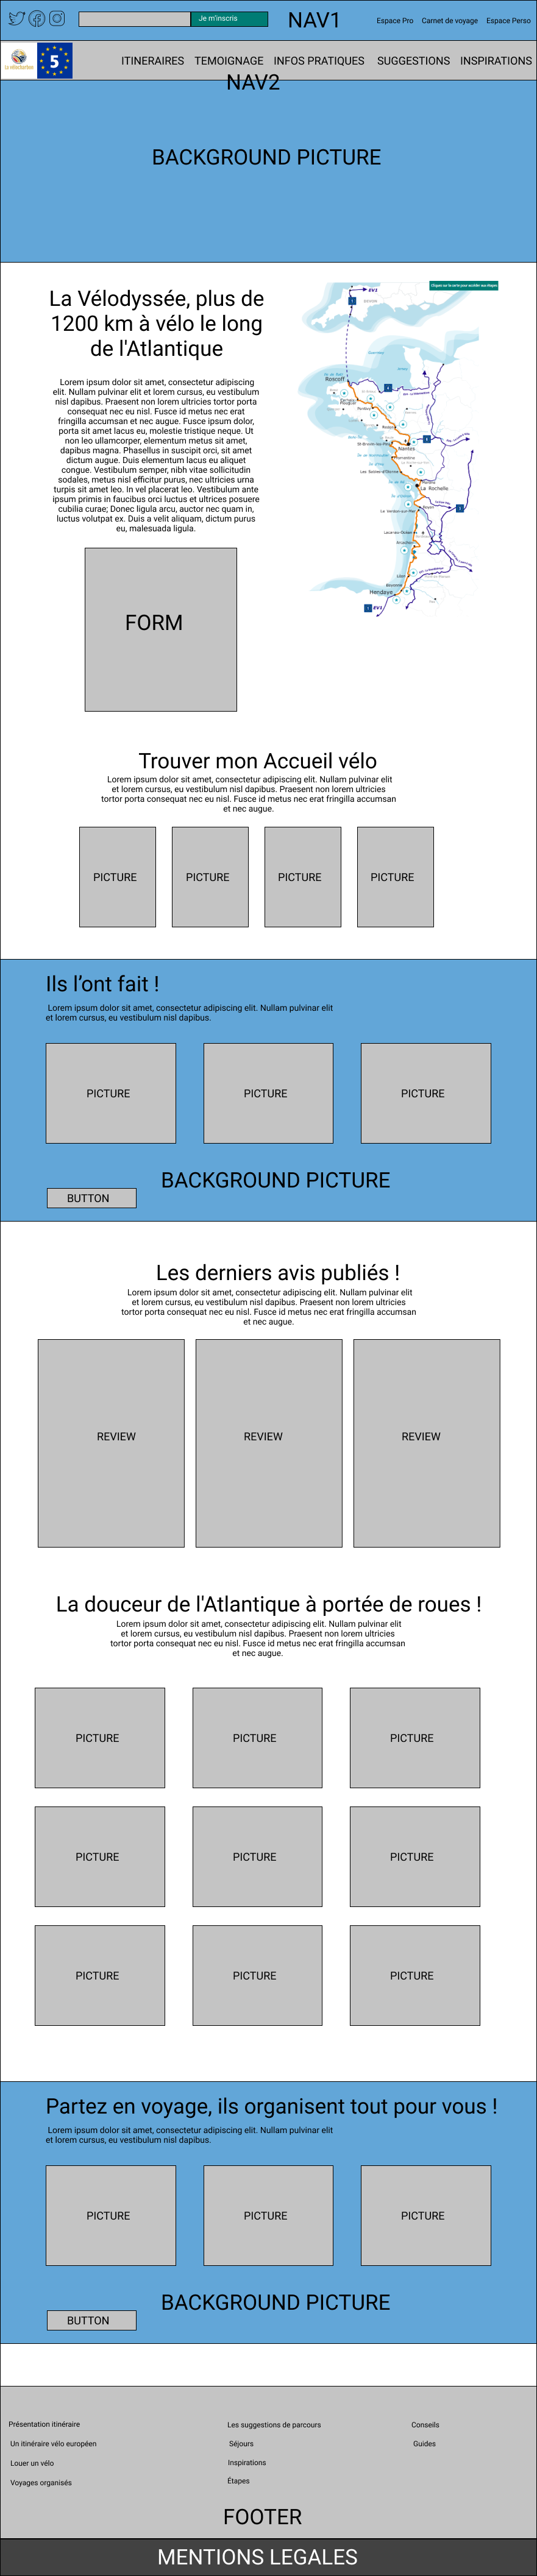 Je m'inscris
NAV1
Espace Pro Carnet de voyage Espace Perso
la vélodyssée
5
ITINERAIRES TEMOIGNAGE INFOS PRATIQUES SUGGESTIONS INSPIRATIONS
NAV2
BACKGROUND PICTURE
La Vélodyssée, plus de
1200 km à vélo le long
de l'Atlantique
Lorem ipsum dolor sit amet, consectetur adipiscing
elit. Nullam pulvinar elit et lorem cursus, eu vestibulum
nisl dapibus. Praesent non lorem ultricies tortor porta
consequat nec eu nisl. Fusce id metus nec erat
fringilla accumsan et nec augue. Fusce ipsum dolor,
porta sit amet lacus eu, molestie tristique neque. Ut
non leo ullamcorper, elementum metus sit amet,
dapibus magna. Phasellus in suscipit orci, sit amet
dictum augue. Duis elementum lacus eu aliquet
congue. Vestibulum semper, nibh vitae sollicitudin
sodales, metus nisl efficitur purus, nec ultricies urna
turpis sit amet leo. In vel placerat leo. Vestibulum ante
ipsum primis in faucibus orci luctus et ultrices posuere
cubilia curae; Donec ligula arcu, auctor nec quam in,
luctus volutpat ex. Duis a velit aliquam, dictum purus
eu, malesuada ligula.
Cliquez sur la carte pour accéder aux étapes
EV1
Roscoff
Nantes
La Rochelle
Royan
Hendaye
EV1
FORM
Trouver mon Accueil vélo
Lorem ipsum dolor sit amet, consectetur adipiscing elit. Nullam pulvinar elit
et lorem cursus, eu vestibulum nisl dapibus. Praesent non lorem ultricies
tortor porta consequat nec eu nisl. Fusce id metus nec erat fringilla accumsan
et nec augue.
PICTURE PICTURE PICTURE PICTURE
Ils l’ont fait !
Lorem ipsum dolor sit amet, consectetur adipiscing elit. Nullam pulvinar elit
et lorem cursus, eu vestibulum nisl dapibus.
PICTURE PICTURE PICTURE
BACKGROUND PICTURE
BUTTON
Les derniers avis publiés !
Lorem ipsum dolor sit amet, consectetur adipiscing elit. Nullam pulvinar elit
et lorem cursus, eu vestibulum nisl dapibus. Praesent non lorem ultricies
tortor porta consequat nec eu nisl. Fusce id metus nec erat fringilla accumsan
et nec augue.
REVIEW REVIEW REVIEW
La douceur de l'Atlantique à portée de roues !
Lorem ipsum dolor sit amet, consectetur adipiscing elit. Nullam pulvinar elit
et lorem cursus, eu vestibulum nisl dapibus. Praesent non lorem ultricies
tortor porta consequat nec eu nisl. Fusce id metus nec erat fringilla accumsan
et nec augue.
PICTURE PICTURE PICTURE
PICTURE PICTURE PICTURE
PICTURE PICTURE PICTURE
Partez en voyage, ils organisent tout pour vous !
Lorem ipsum dolor sit amet, consectetur adipiscing elit. Nullam pulvinar elit
et lorem cursus, eu vestibulum nisl dapibus.
PICTURE PICTURE PICTURE
BACKGROUND PICTURE
BUTTON
Présentation itinéraire
Un itinéraire vélo européen
Louer un vélo
Voyages organisés
Les suggestions de parcours
Séjours
Inspirations
Étapes
Conseils
Guides
FOOTER
MENTIONS LEGALES